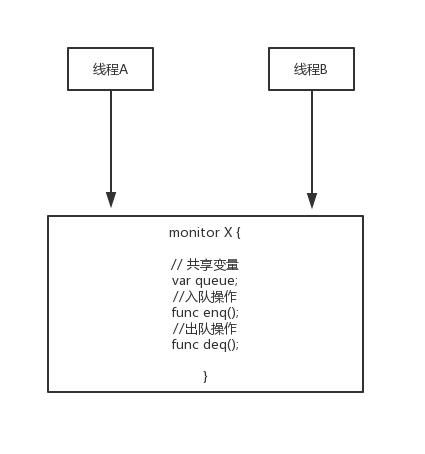 线程A
线程B
monitor X {
// 共享变量
var queue;
//入队操作
func enq();
//出队操作
func deq();
}